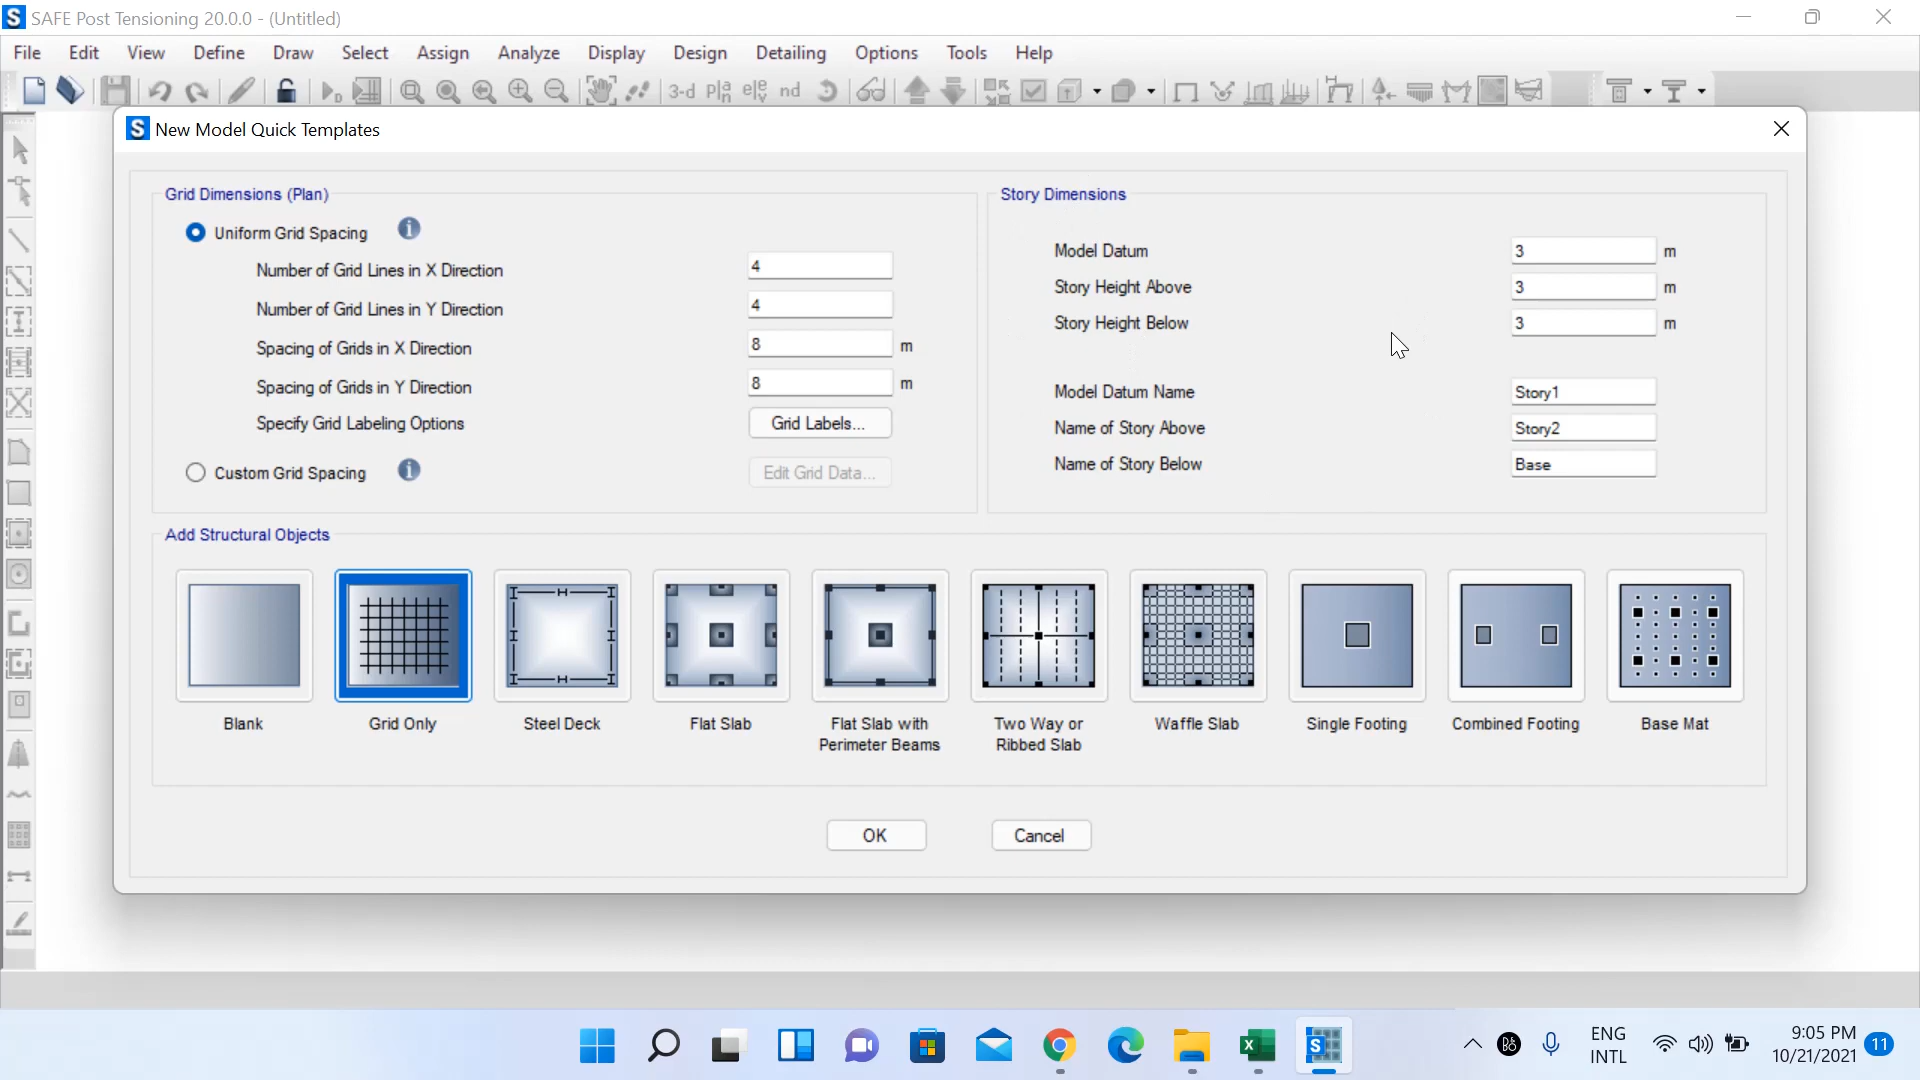 SAFE Post Tensioning 20.0.0 - (Untitled)
File Edit View Define Draw Select Assign Analyze Display Design Detailing Options Tools Help
3-d
nd
New Model Quick Templates
Grid Dimensions (Plan)
Uniform Grid Spacing
Number of Grid Lines in X Direction 4
Number of Grid Lines in Y Direction 4
Spacing of Grids in X Direction 8 m
Spacing of Grids in Y Direction 8 m
Specify Grid Labeling Options Grid Labels...
Custom Grid Spacing Edit Grid Data...
Story Dimensions
Model Datum 3 m
Story Height Above 3 m
Story Height Below 3 m
Model Datum Name Story1
Name of Story Above Story2
Name of Story Below Base
Add Structural Objects
Blank
Grid Only
Steel Deck
Flat Slab
Flat Slab with
Perimeter Beams
Two Way or
Ribbed Slab
Waffle Slab
Single Footing
Combined Footing
Base Mat
OK Cancel
ENG
INTL
9:05 PM
10/21/2021
11